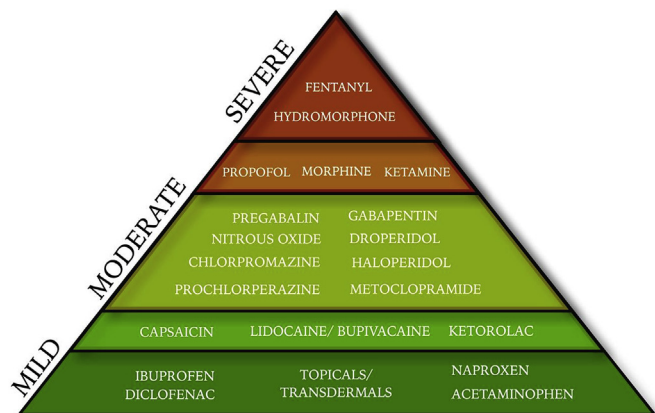 SEVERE
FENTANYL
HYDROMORPHONE
PROPOFOL MORPHINE KETAMINE
MODERATE
PREGABALIN GABAPENTIN
NITROUS OXIDE DROPERIDOL
CHLORPROMAZINE HALOPERIDOL
PROCHLORPERAZINE METOCLOPRAMIDE
MILD
CAPSAICIN LIDOCAINE/ BUPIVACAINE KETOROLAC
IBUPROFEN TOPICALS/ NAPROXEN
DICLOFENAC TRANSDERMALS ACETAMINOPHEN